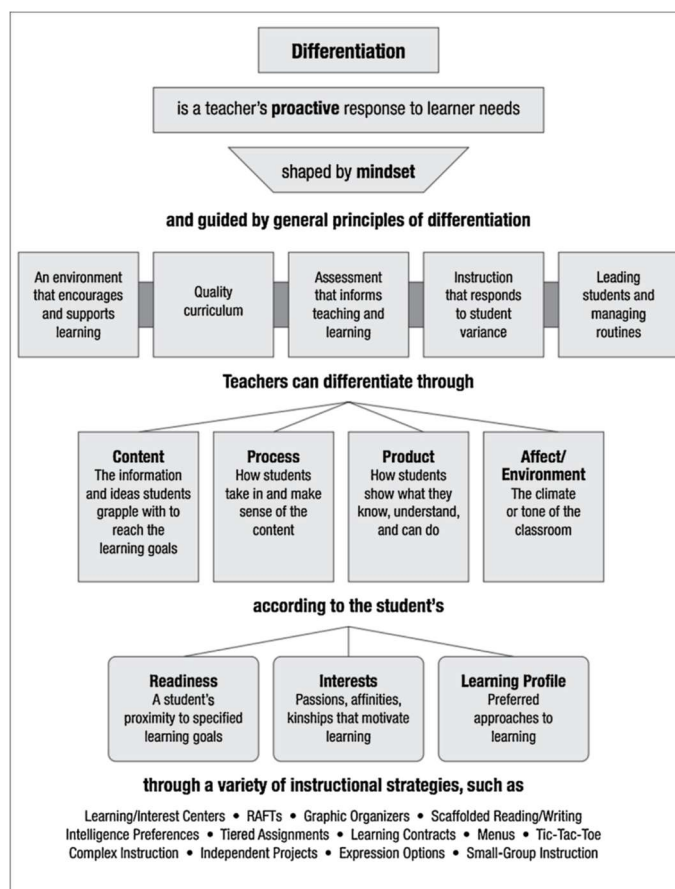 Differentiation
is a teacher's proactive response to learner needs
shaped by mindset
and guided by general principles of differentiation
An environment
that encourages
and supports
learning
Quality
curriculum
Assessment
that informs
teaching and
learning
Instruction
that responds
to student
variance
Leading
students and
managing
routines
Teachers can differentiate through
Content
The information
and ideas students
grapple with to
reach the
learning goals
Process
How students
take in and make
sense of the
content
Product
How students
show what they
know, understand,
and can do
Affect/
Environment
The climate
or tone of the
classroom
according to the student's
Readiness
A student's
proximity to specified
learning goals
Interests
Passions, affinities,
kinships that motivate
learning
Learning Profile
Preferred
approaches to
learning
through a variety of instructional strategies, such as
Learning/Interest Centers • RAFTs • Graphic Organizers • Scaffolded Reading/Writing
Intelligence Preferences • Tiered Assignments • Learning Contracts • Menus • Tic-Tac-Toe
Complex Instruction • Independent Projects • Expression Options • Small-Group Instruction